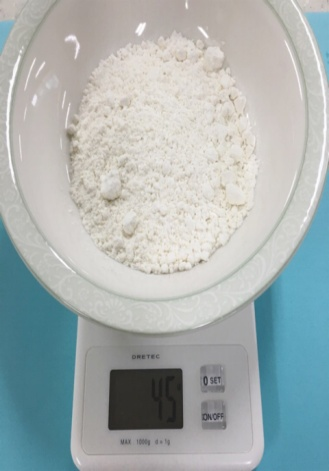 DRETEC
45
0 SET
ON/OFF
MAX 1000g d=1g